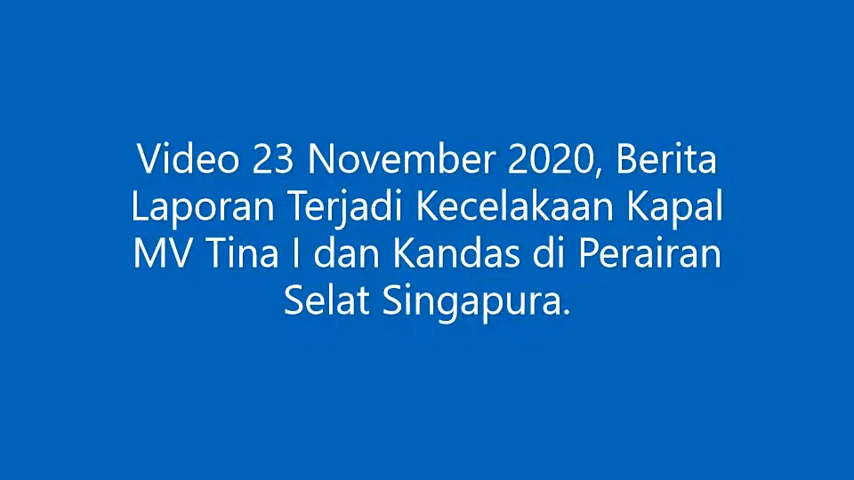 Video 23 November 2020, Berita
Laporan Terjadi Kecelakaan Kapal
MV Tina I dan Kandas di Perairan
Selat Singapura.